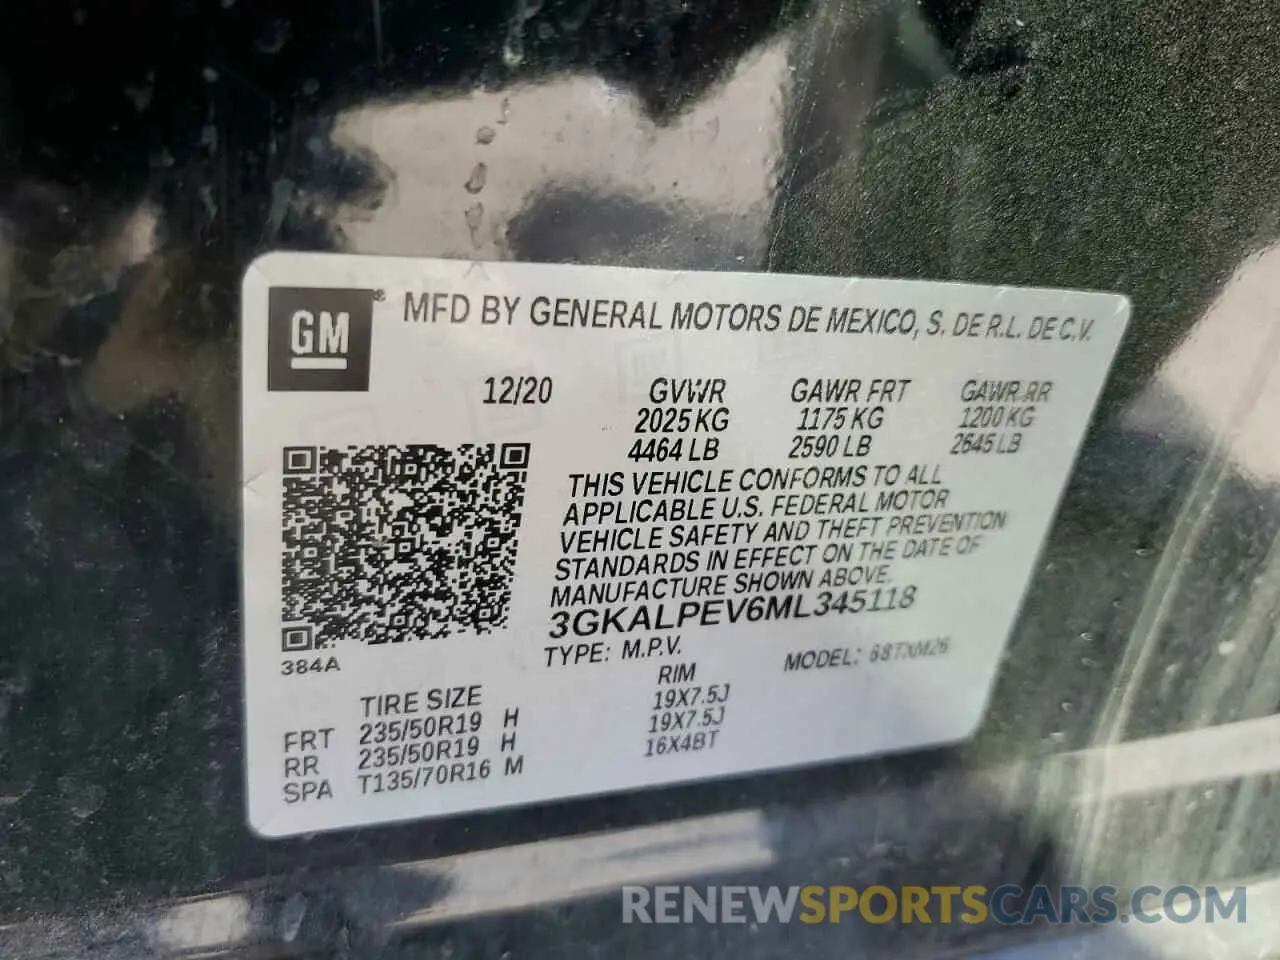 GM ® MFD BY GENERAL MOTORS DE MEXICO, S. DE R.L. DE C.V.
12/20 GVWR GAWR FRT GAWR RR
2025 KG 1175 KG 1200 KG
4464 LB 2590 LB 2645 LB
THIS VEHICLE CONFORMS TO ALL
APPLICABLE U.S. FEDERAL MOTOR
VEHICLE SAFETY AND THEFT PREVENTION
STANDARDS IN EFFECT ON THE DATE OF
MANUFACTURE SHOWN ABOVE.
3GKALPEV6ML345118
384A TYPE: M.P.V. MODEL: 68TXM26
TIRE SIZE RIM
FRT 235/50R19 H 19X7.5J
RR 235/50R19 H 19X7.5J
SPA T135/70R16 M 16X4BT
RENEWSPORTSCARS.COM